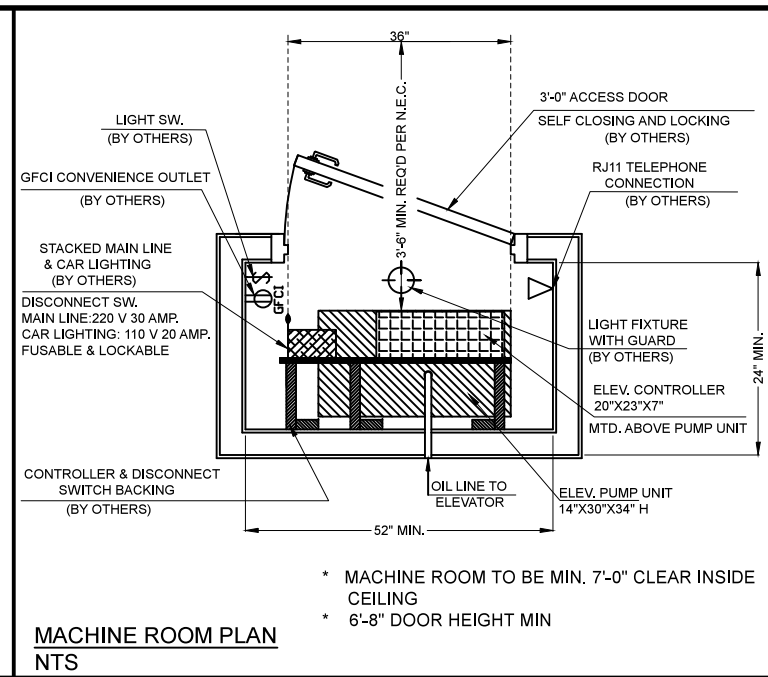 36"
3'-6" MIN. REQ'D PER N.E.C.
3'-0" ACCESS DOOR
SELF CLOSING AND LOCKING
(BY OTHERS)
LIGHT SW.
(BY OTHERS)
GFCI CONVENIENCE OUTLET
(BY OTHERS)
RJ11 TELEPHONE
CONNECTION
(BY OTHERS)
STACKED MAIN LINE
& CAR LIGHTING
(BY OTHERS)
DISCONNECT SW.
MAIN LINE:220 V 30 AMP.
CAR LIGHTING: 110 V 20 AMP.
FUSABLE & LOCKABLE
S
GFCI
LIGHT FIXTURE
WITH GUARD
(BY OTHERS)
24" MIN.
ELEV. CONTROLLER
20"X23"X7"
MTD. ABOVE PUMP UNIT
CONTROLLER & DISCONNECT
SWITCH BACKING
(BY OTHERS)
OIL LINE TO
ELEVATOR
ELEV. PUMP UNIT
14"X30"X34" H
52" MIN.
* MACHINE ROOM TO BE MIN. 7'-0" CLEAR INSIDE
CEILING
* 6'-8" DOOR HEIGHT MIN
MACHINE ROOM PLAN
NTS